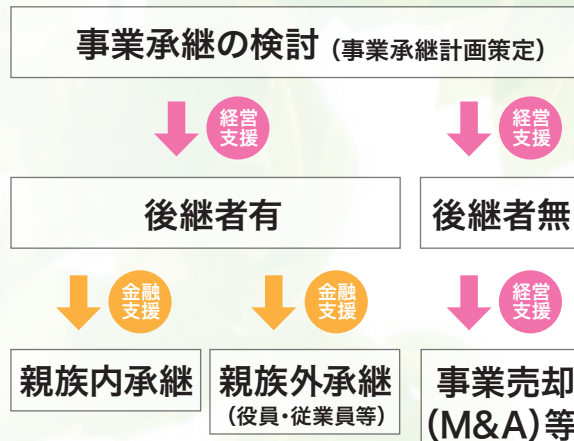 事業承継の検討 (事業承継計画策定)
経営
支援
経営
支援
後継者有
後継者無
金融
支援
金融
支援
経営
支援
親族内承継
親族外承継
(役員・従業員等)
事業売却
(M&A)等